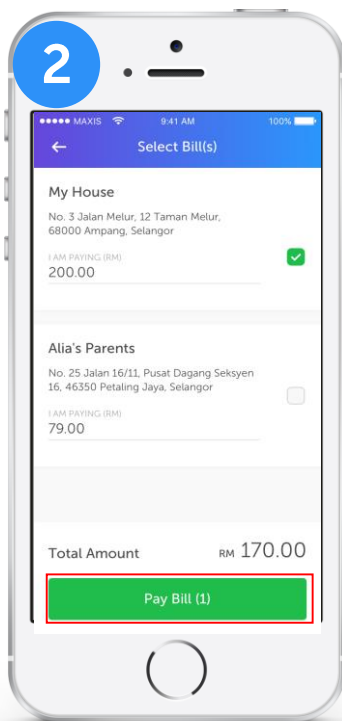 2
MAXIS 9:41 AM 100%
Select Bill(s)
My House
No. 3 Jalan Melur, 12 Taman Melur,
68000 Ampang, Selangor
I AM PAYING (RM)
200.00
Alia's Parents
No. 25 Jalan 16/11, Pusat Dagang Seksyen
16, 46350 Petaling Jaya, Selangor
I AM PAYING (RM)
79.00
Total Amount RM 170.00
Pay Bill (1)